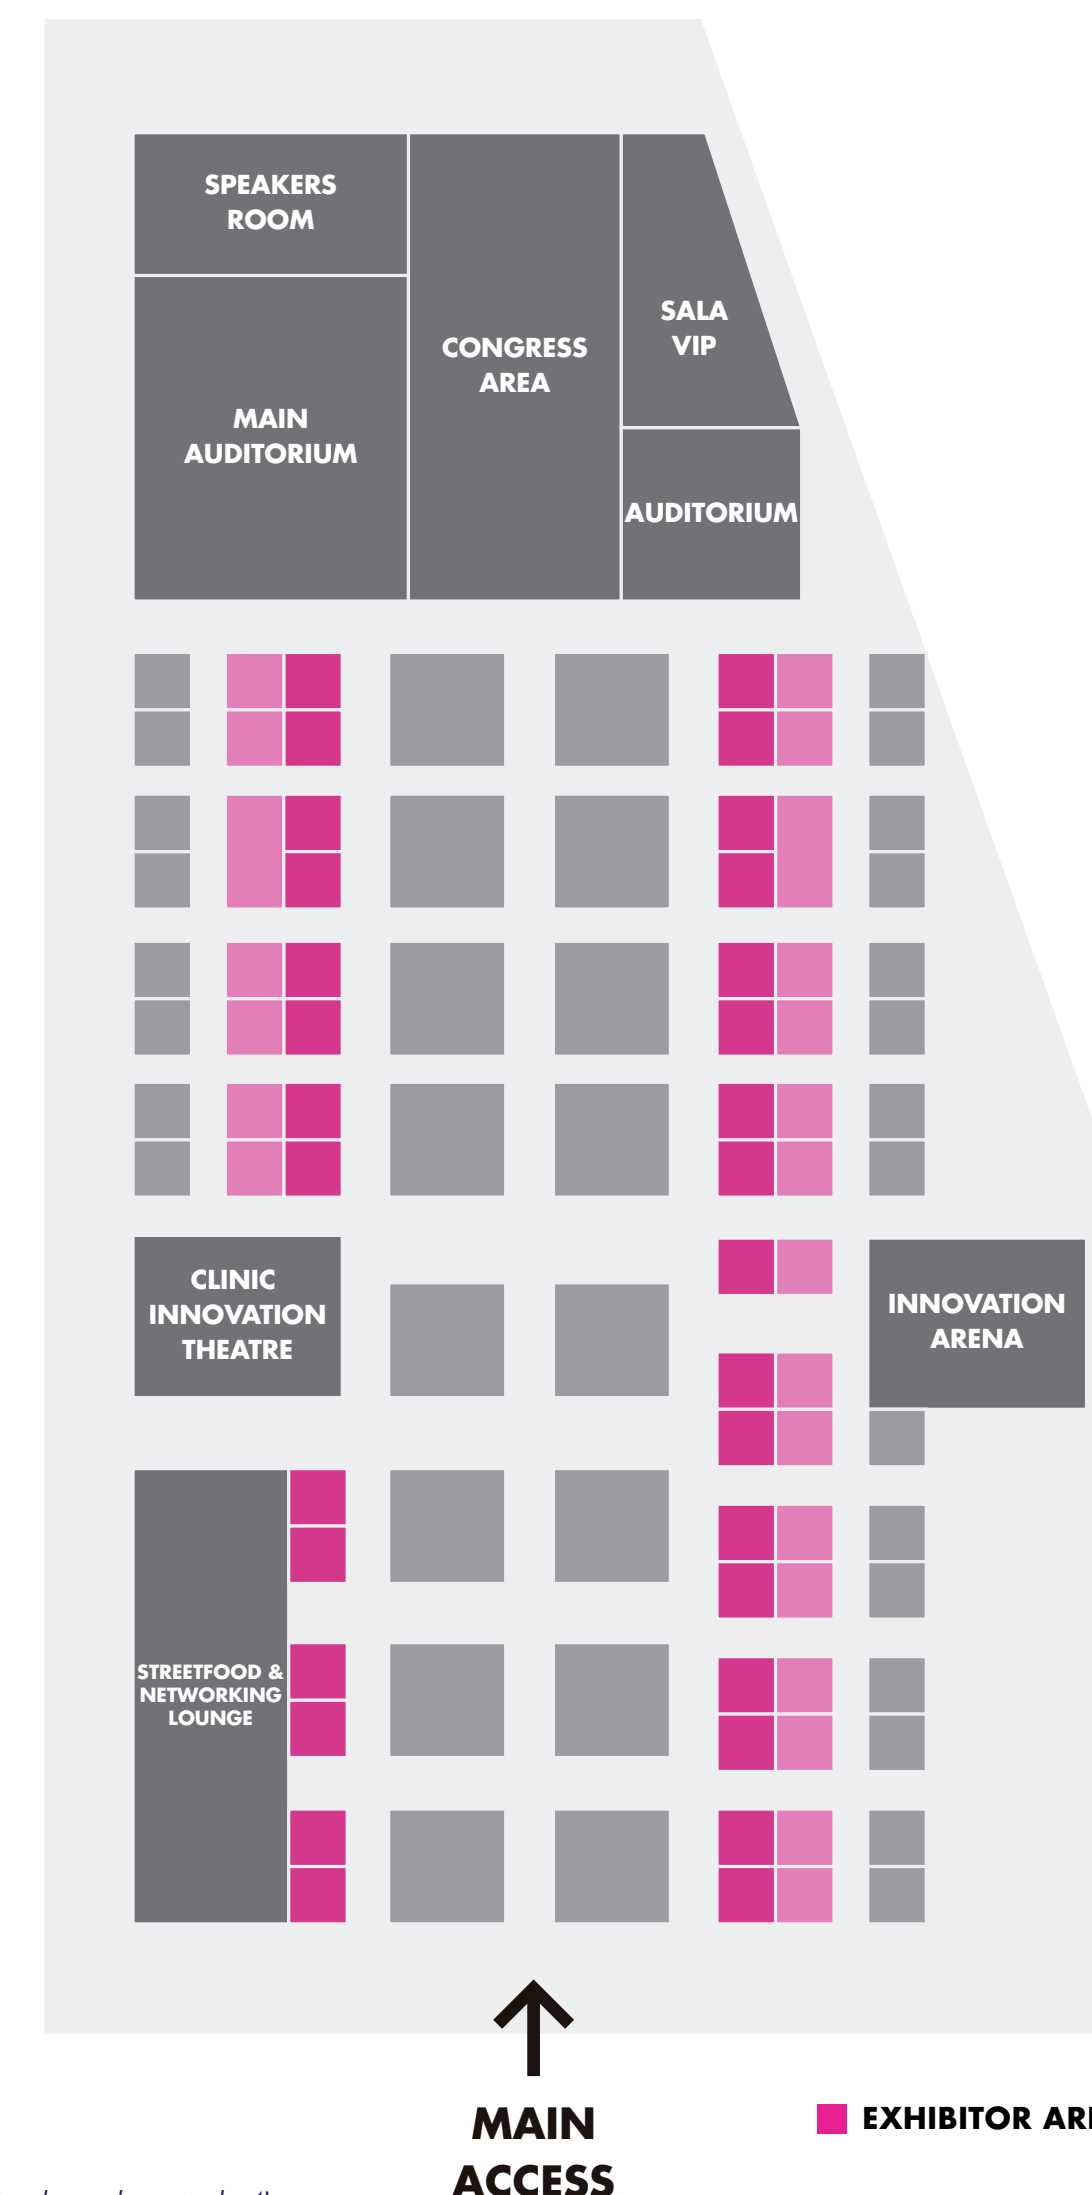 SPEAKERS
ROOM
MAIN
AUDITORIUM
CONGRESS
AREA
SALA
VIP
AUDITORIUM
CLINIC
INNOVATION
THEATRE
INNOVATION
ARENA
STREETFOOD &
NETWORKING
LOUNGE
MAIN
ACCESS
EXHIBITOR